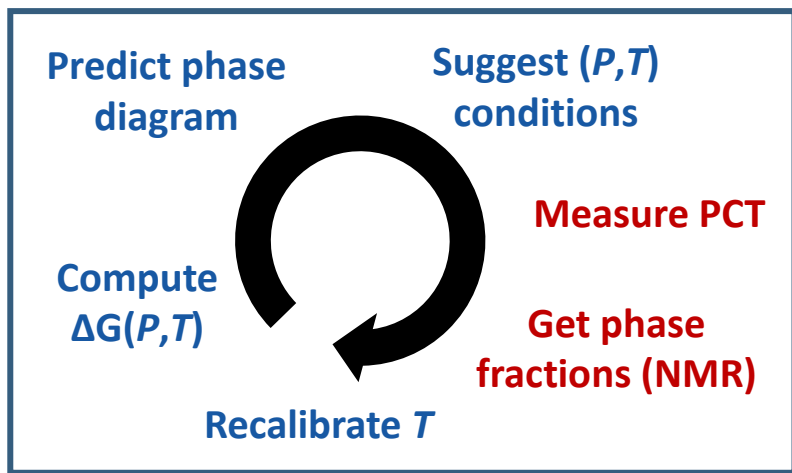 Predict phase
diagram
Suggest (P,T)
conditions
Measure PCT
Get phase
fractions (NMR)
Recalibrate T
Compute
ΔG(P,T)